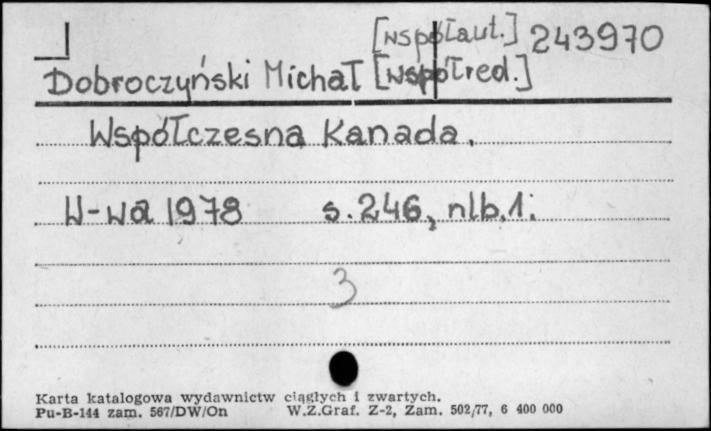 [współaut.] 243970
Dobroczyński Michał [współred.]
Współczesna Kanada.
W-wa 1978 s. 246, nlb. 1.
3
Karta katalogowa wydawnictw ciągłych i zwartych.
Pu-B-144 zam. 567/DW/On W.Z.Graf. Z-2, Zam. 502/77, 6 400 000